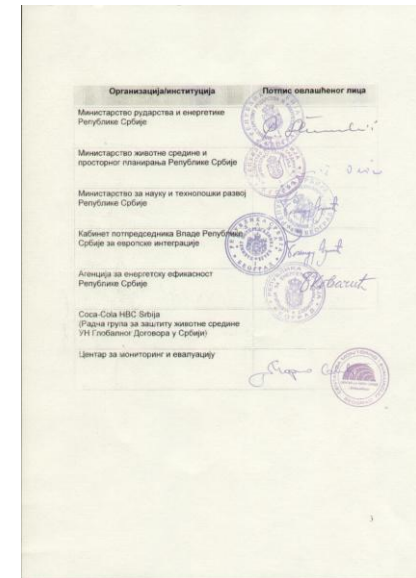 Организација/институција Потпис овлашћеног лица
Министарство рударства и енергетике
Републике Србије
Министарство животне средине и
просторног планирања Републике Србије
Министарство за науку и технолошки развој
Републике Србије
Кабинет потпредседника Владе Републике
Србије за европске интеграције
Агенција за енергетску ефикасност
Републике Србије
Coca-Cola HBC Srbija
(Радна група за заштиту животне средине
УН Глобалног Договора у Србији)
Центар за мониторинг и евалуацију